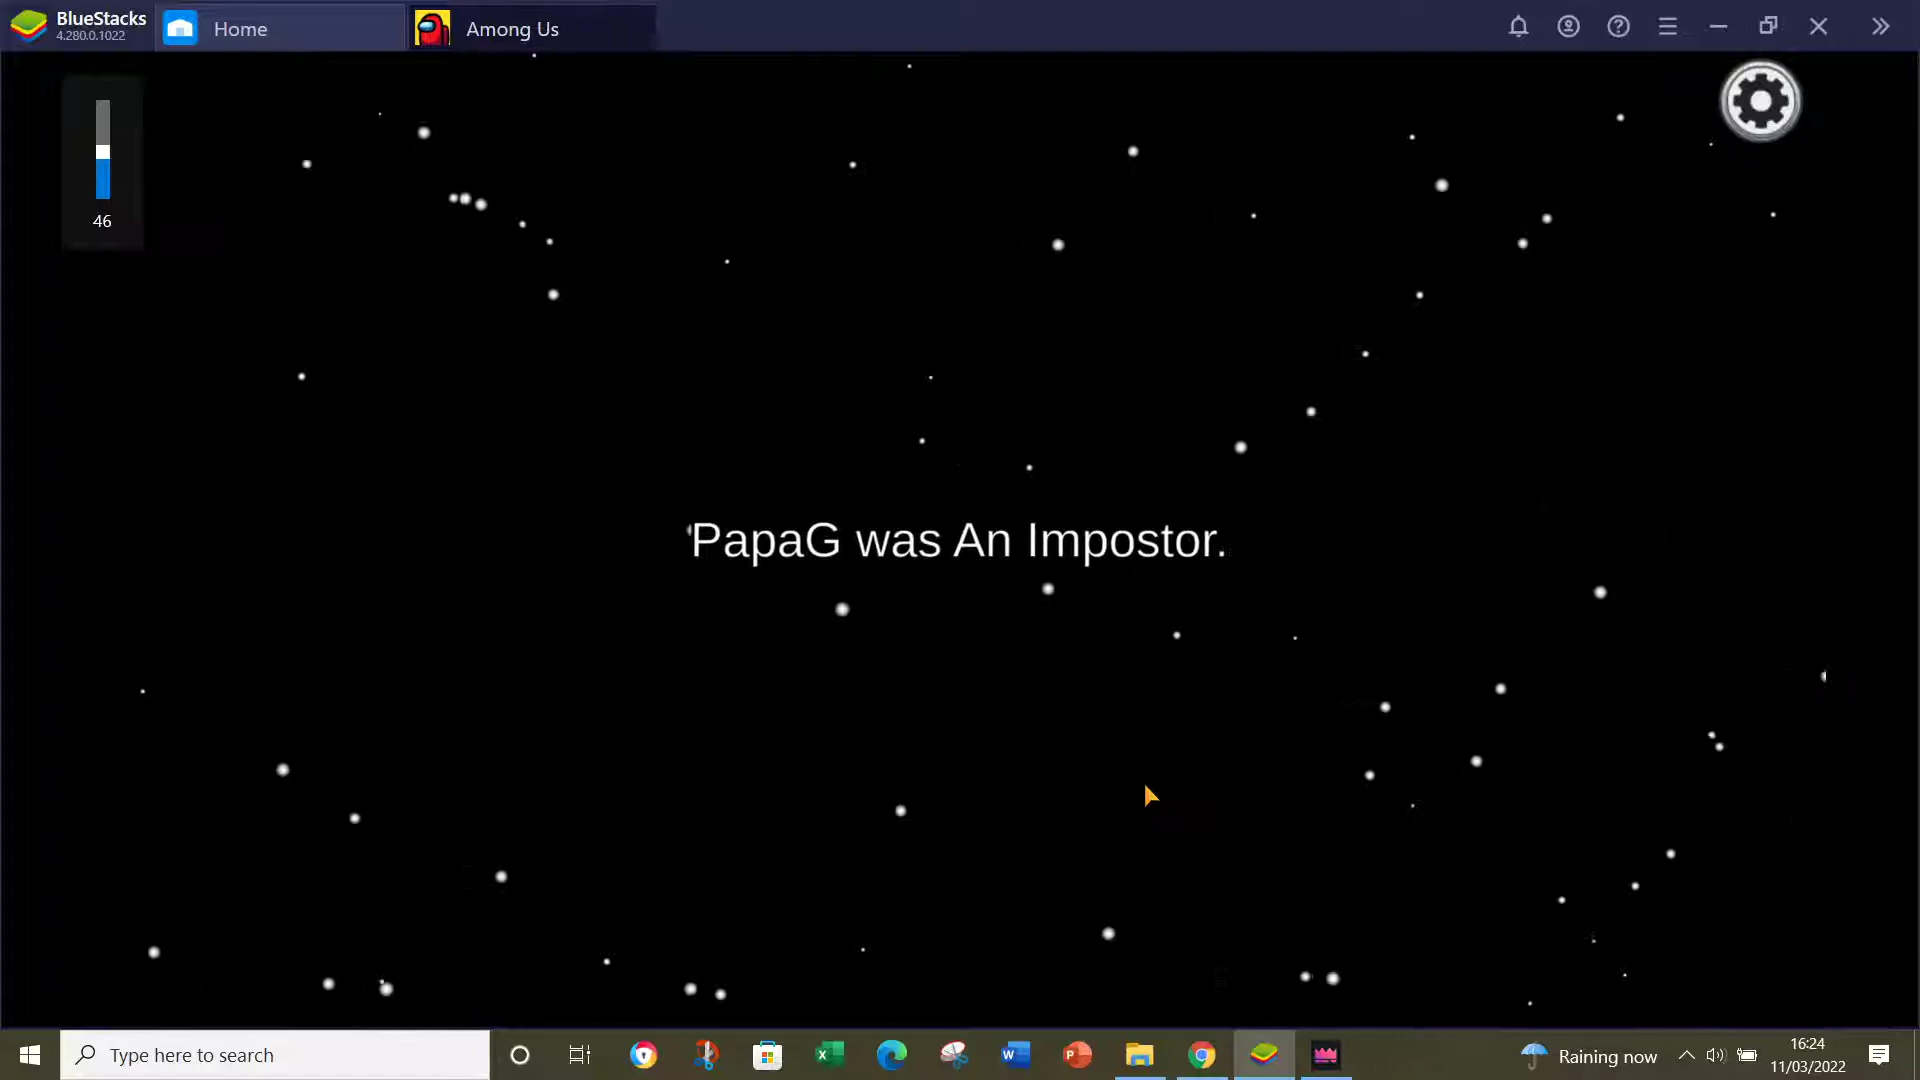 BlueStacks
4.280.0.1022
Home
Among Us
46
PapaG was An Impostor.
Type here to search
Raining now
16:24
11/03/2022